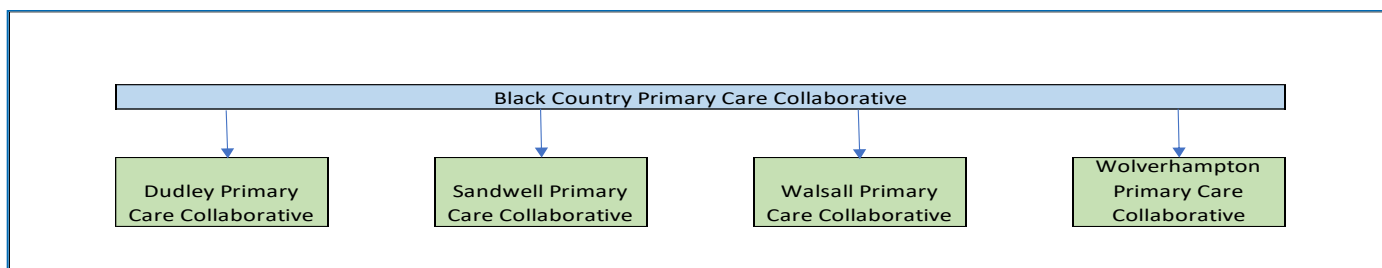 Black Country Primary Care Collaborative
Dudley Primary
Care Collaborative
Sandwell Primary
Care Collaborative
Walsall Primary
Care Collaborative
Wolverhampton
Primary Care
Collaborative